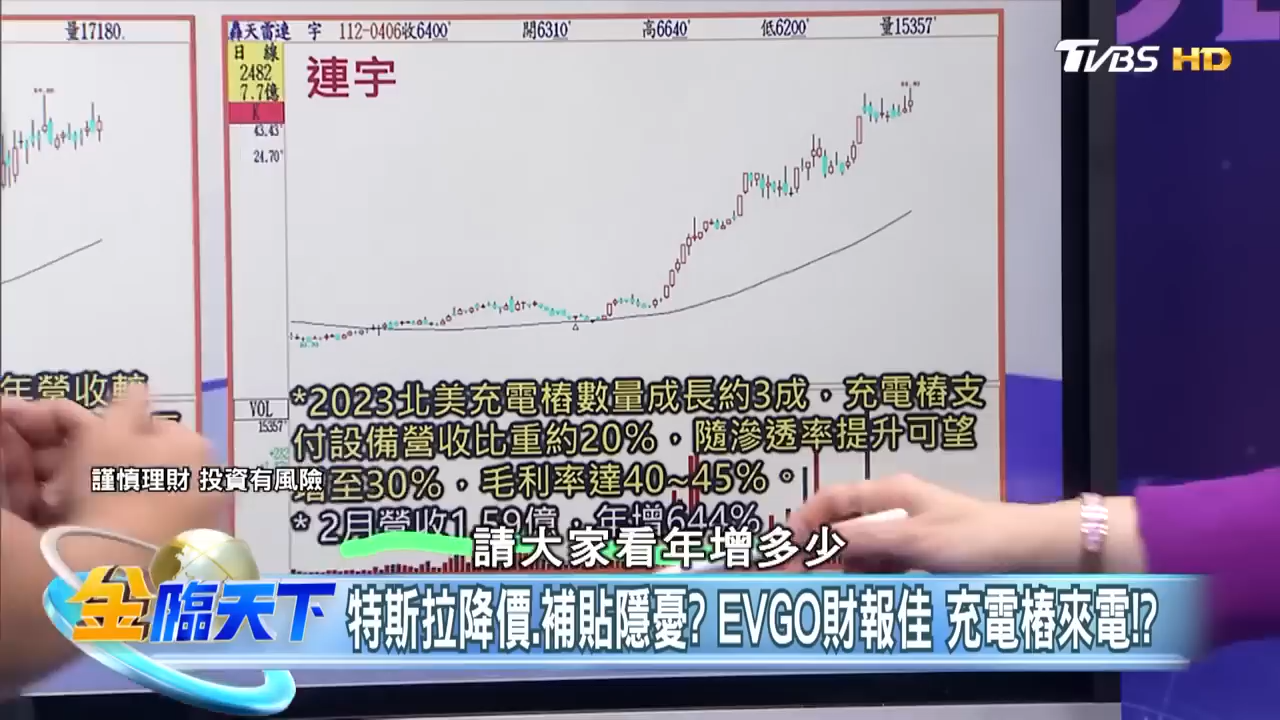 量17180.
轟天雷達 宇 112-0406收6400' 開6310' 高6640' 低6200' 量15357'
TVBS HD
日線
2482
7.7億
K
43.43'
24.70'
連宇
年營收
VOL
15357'
*2023北美充電樁數量成長約3成，充電樁支
付設備營收比重約20%，隨滲透率提升可望
增至30%，毛利率達40~45%。
* 2月營收1.59億，年增644%
謹慎理財 投資有風險
請大家看年增多少
金臨天下
特斯拉降價.補貼隱憂? EVGO財報佳 充電樁來電!?